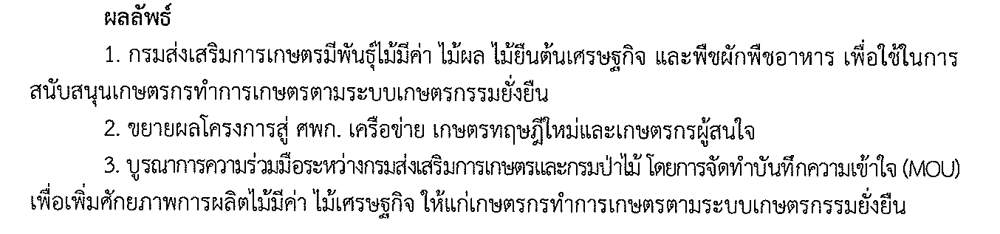 ผลลัพธ์
1. กรมส่งเสริมการเกษตรมีพันธุ์ไม้มีค่า ไม้ผล ไม้ยืนต้นเศรษฐกิจ และพืชผักพืชอาหาร เพื่อใช้ในการ
สนับสนุนเกษตรกรทำการเกษตรตามระบบเกษตรกรรมยั่งยืน
2. ขยายผลโครงการสู่ ศพก. เครือข่าย เกษตรทฤษฎีใหม่และเกษตรกรผู้สนใจ
3. บูรณาการความร่วมมือระหว่างกรมส่งเสริมการเกษตรและกรมป่าไม้ โดยการจัดทำบันทึกความเข้าใจ (MOU)
เพื่อเพิ่มศักยภาพการผลิตไม้มีค่า ไม้เศรษฐกิจ ให้แก่เกษตรกรทำการเกษตรตามระบบเกษตรกรรมยั่งยืน